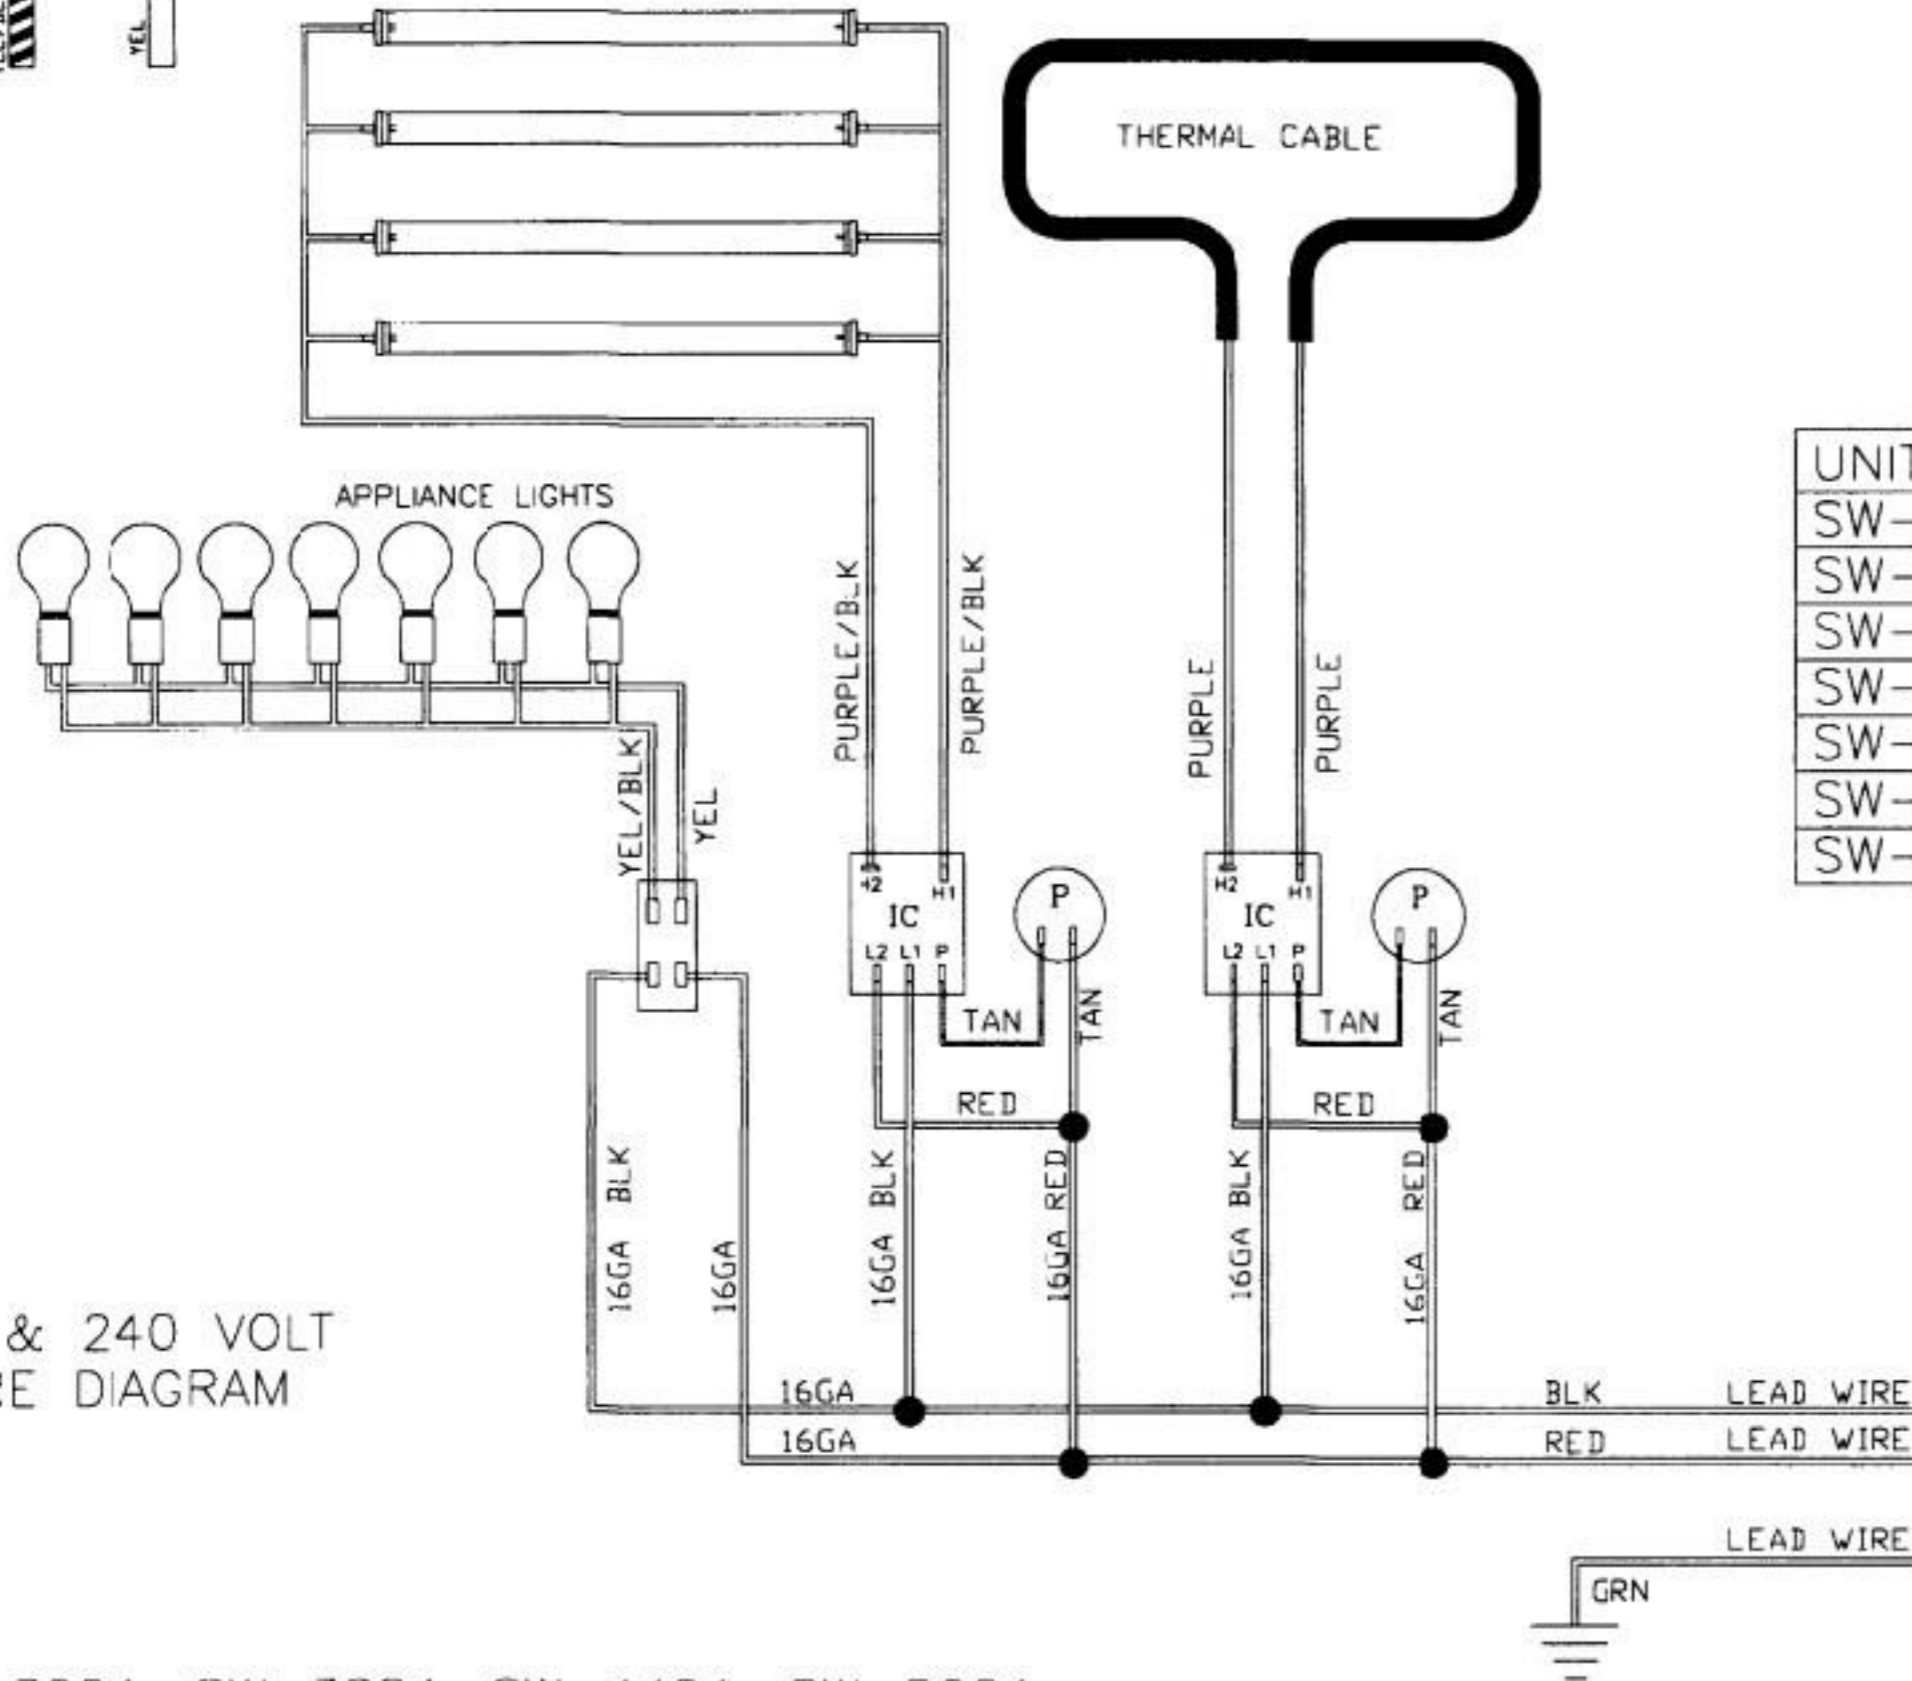 YEL
THERMAL CABLE
UNIT
SW-
SW-
SW-
SW-
SW-
SW-
SW-
APPLIANCE LIGHTS
PURPLE/BLK
PURPLE/BLK
PURPLE
PURPLE
YEL/BLK
YEL
H1
IC
L2 L1 P
P
H2 H1
IC
L2 L1 P
P
TAN
TAN
TAN
TAN
RED
RED
16GA BLK
16GA
16GA BLK
16GA RED
16GA BLK
16GA RED
& 240 VOLT
DIAGRAM
16GA
BLK LEAD WIRE
16GA
RED LEAD WIRE
LEAD WIRE
GRN